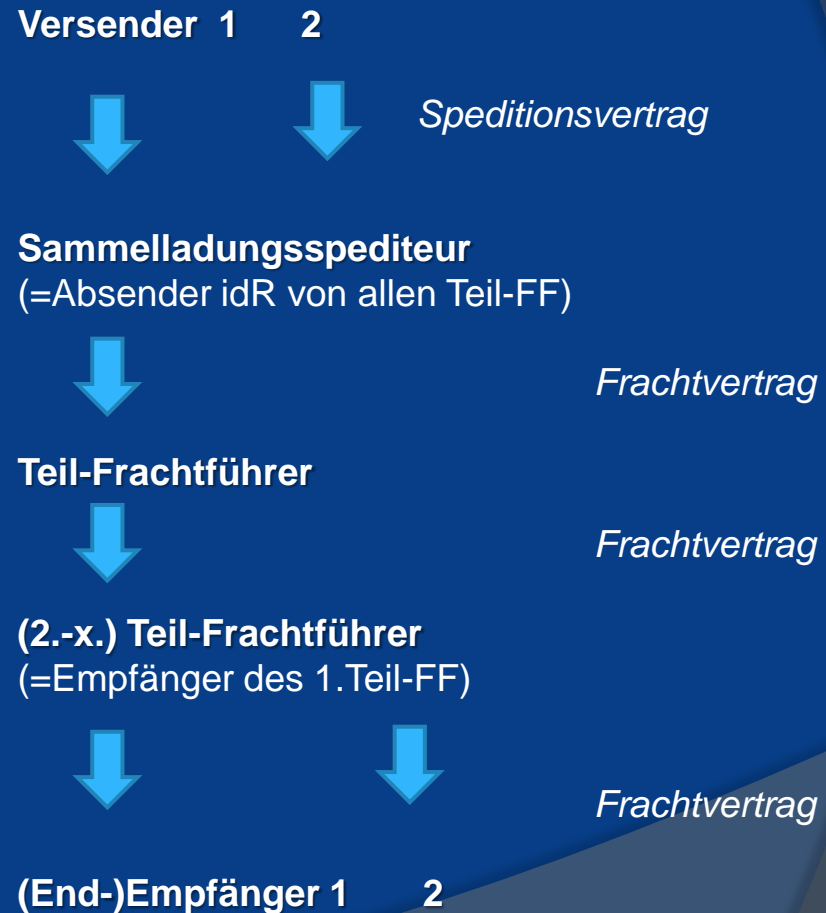 Versender 1 2
Speditionsvertrag
Sammelladungsspediteur
(=Absender idR von allen Teil-FF)
Frachtvertrag
Teil-Frachtführer
Frachtvertrag
(2.-x.) Teil-Frachtführer
(=Empfänger des 1.Teil-FF)
Frachtvertrag
(End-)Empfänger 1 2